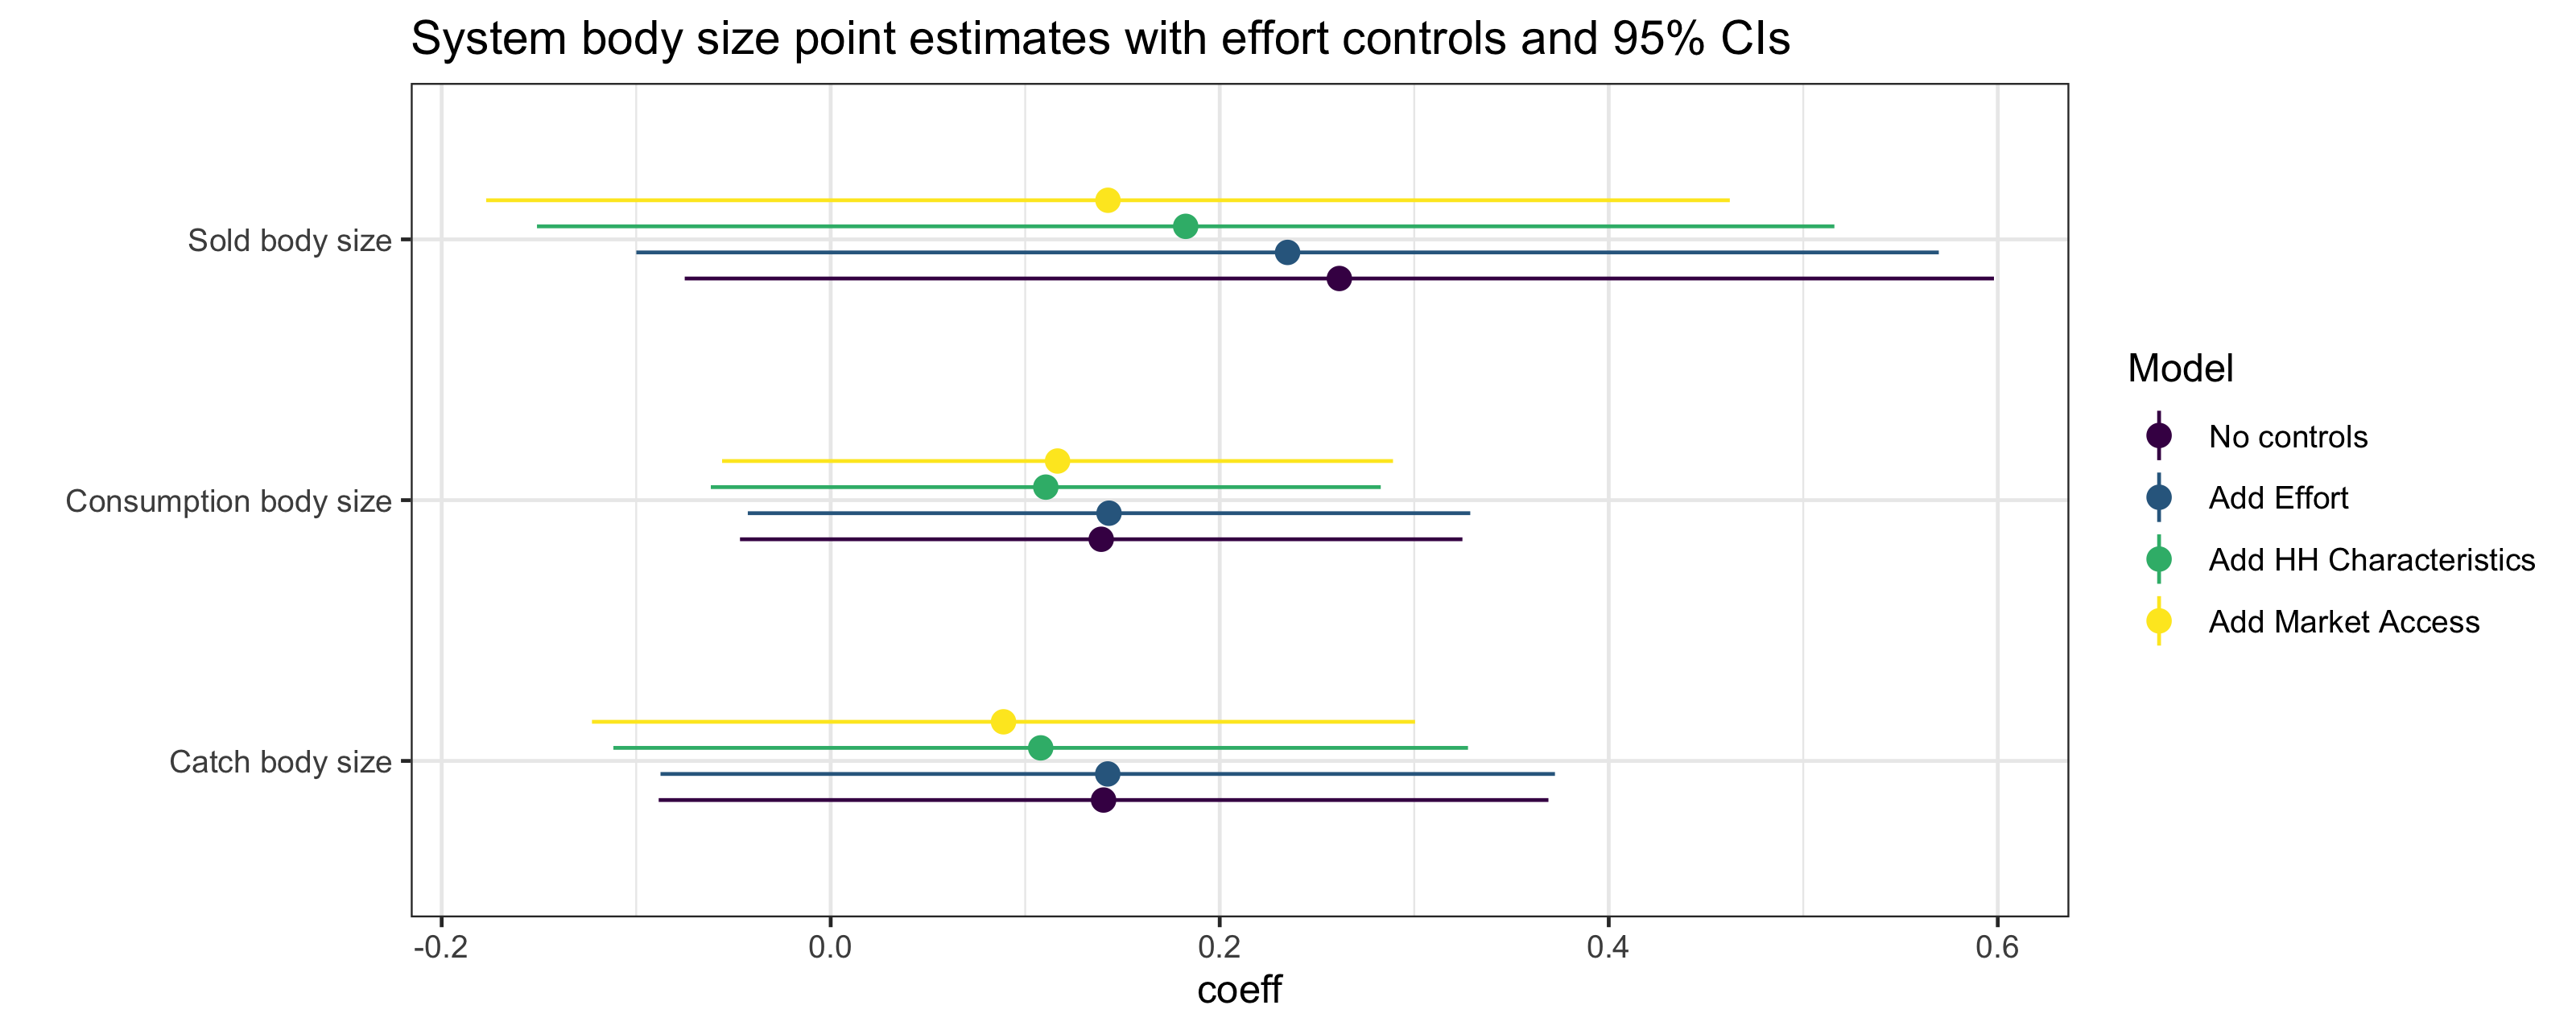 System body size point estimates with effort controls and 95% CIs
Sold body size
Consumption body size
Catch body size
-0.2
0.0
0.2
0.4
0.6
coeff
Model
No controls
Add Effort
Add HH Characteristics
Add Market Access